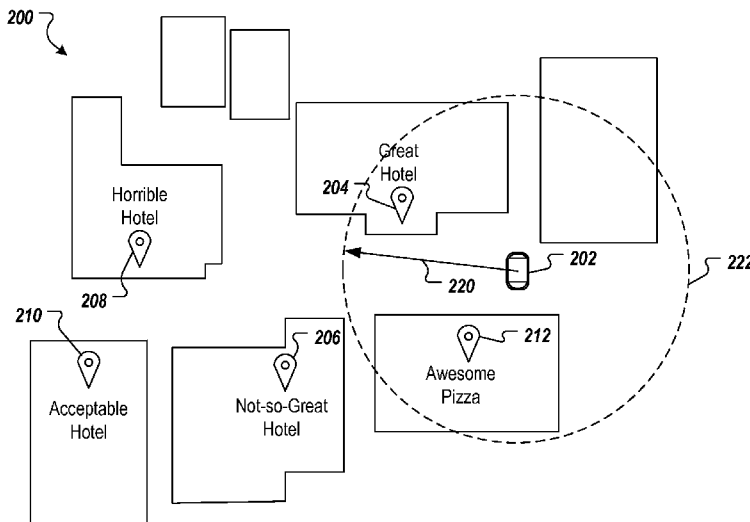 200
Great
Hotel
204
Horrible
Hotel
208
202
220
222
210
206
212
Acceptable
Hotel
Not-so-Great
Hotel
Awesome
Pizza